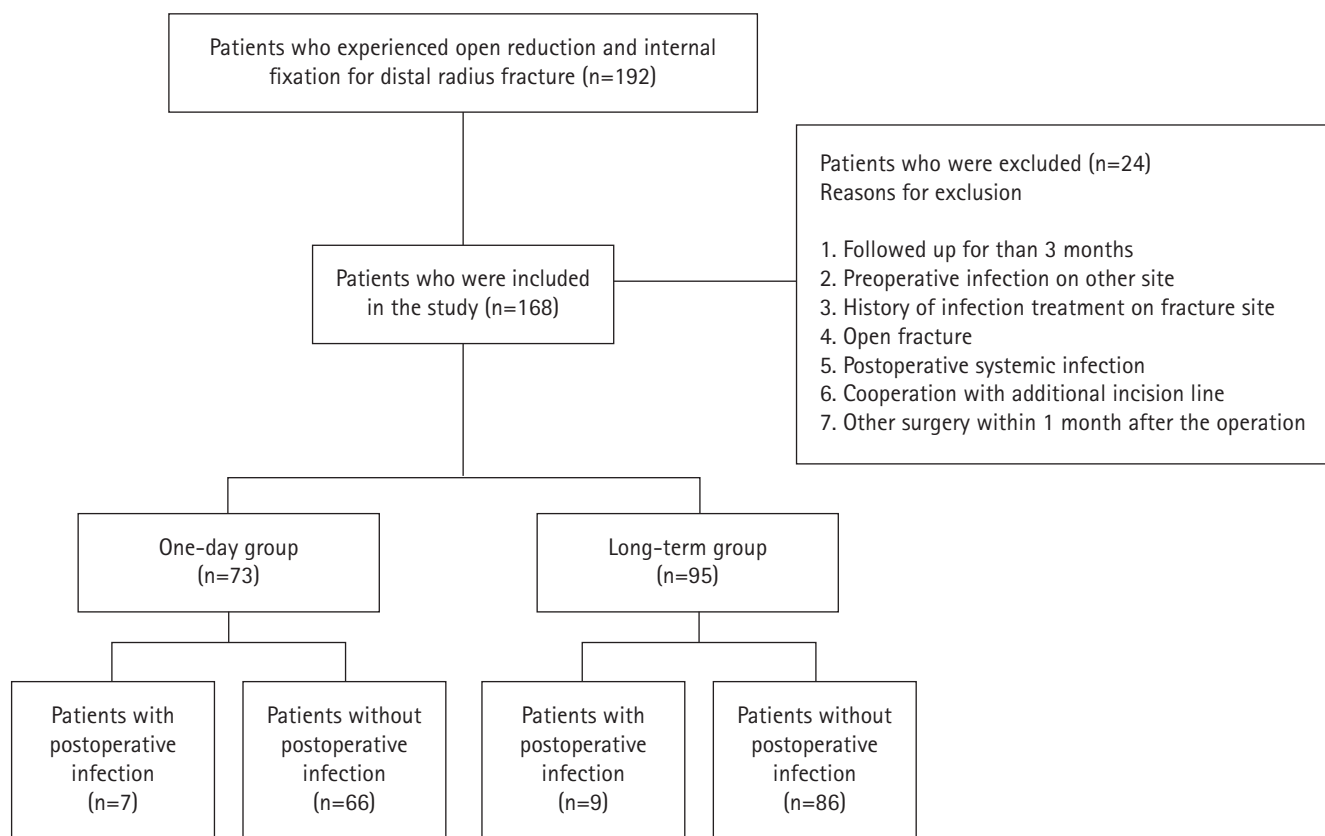 Patients who experienced open reduction and internal
fixation for distal radius fracture (n=192)
Patients who were excluded (n=24)
Reasons for exclusion
1. Followed up for than 3 months
2. Preoperative infection on other site
3. History of infection treatment on fracture site
4. Open fracture
5. Postoperative systemic infection
6. Cooperation with additional incision line
7. Other surgery within 1 month after the operation
Patients who were included
in the study (n=168)
One-day group
(n=73)
Long-term group
(n=95)
Patients with
postoperative
infection
(n=7)
Patients without
postoperative
infection
(n=66)
Patients with
postoperative
infection
(n=9)
Patients without
postoperative
infection
(n=86)